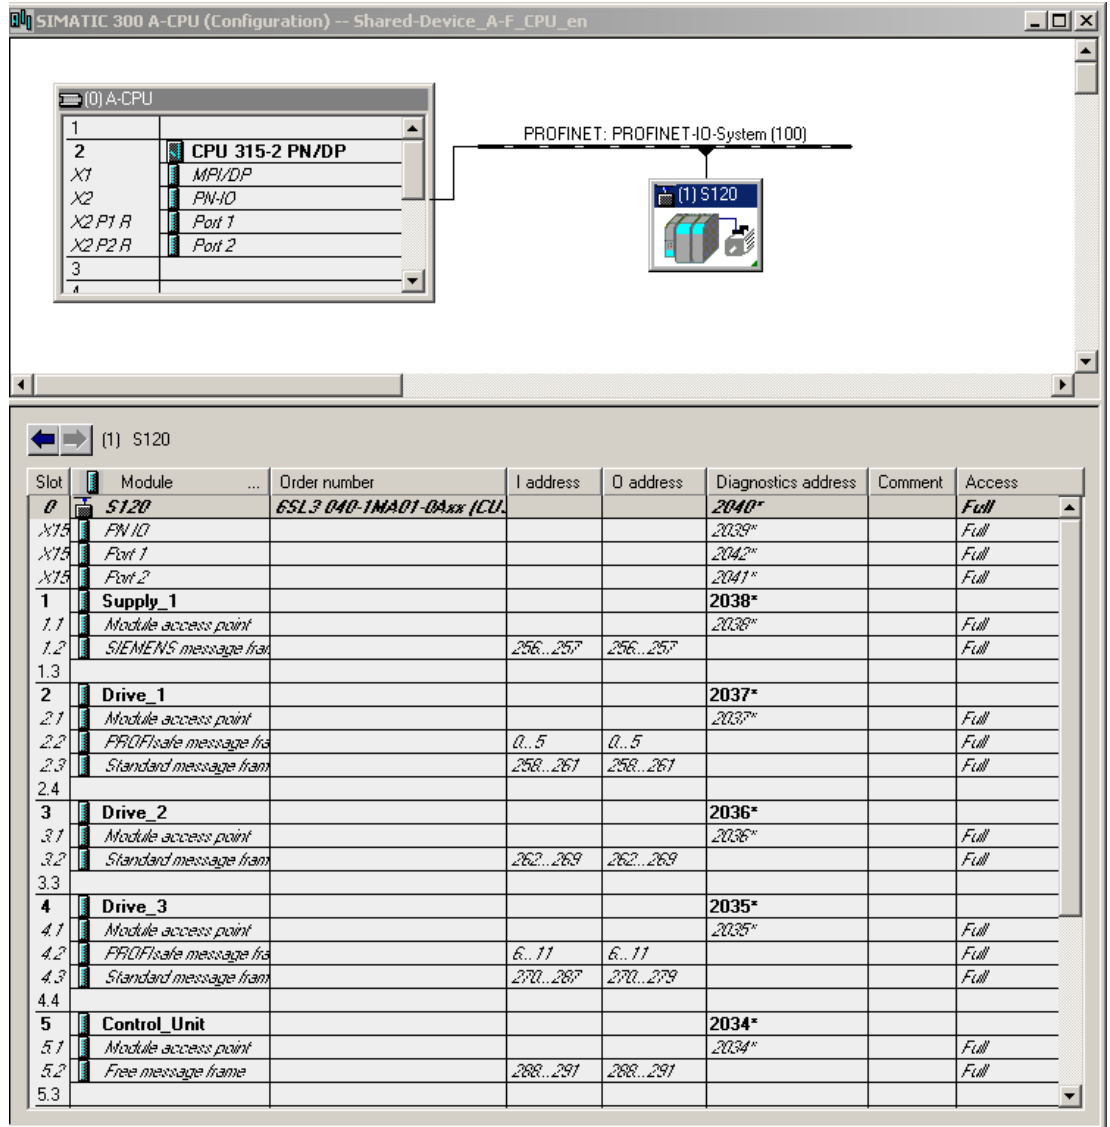 SIMATIC 300 A-CPU (Configuration) -- Shared-Device_A-F_CPU_en
(0) A-CPU
1
2 CPU 315-2 PN/DP
X1 MPI/DP
X2 PN-IO
X2 P1 R Port 1
X2 P2 R Port 2
3
4
PROFINET: PROFINET-IO-System (100)
(1) S120
(1) S120
Slot Module ... Order number I address O address Diagnostics address Comment Access
0 S120 6SL3 040-1MA01-0Axx (CU. 2040* Full
X15 PN IO 2039* Full
X15 Port 1 2042* Full
X15 Port 2 2041* Full
1 Supply_1 2038*
1.1 Module access point 2038* Full
1.2 SIEMENS message fran 256...257 256...257 Full
1.3
2 Drive_1 2037*
2.1 Module access point 2037* Full
2.2 PROFIsafe message fra 0...5 0...5 Full
2.3 Standard message fram 258...261 258...261 Full
2.4
3 Drive_2 2036*
3.1 Module access point 2036* Full
3.2 Standard message fram 262...269 262...269 Full
3.3
4 Drive_3 2035*
4.1 Module access point 2035* Full
4.2 PROFIsafe message fra 6...11 6...11 Full
4.3 Standard message fram 270...287 270...279 Full
4.4
5 Control_Unit 2034*
5.1 Module access point 2034* Full
5.2 Free message frame 288...291 288...291 Full
5.3